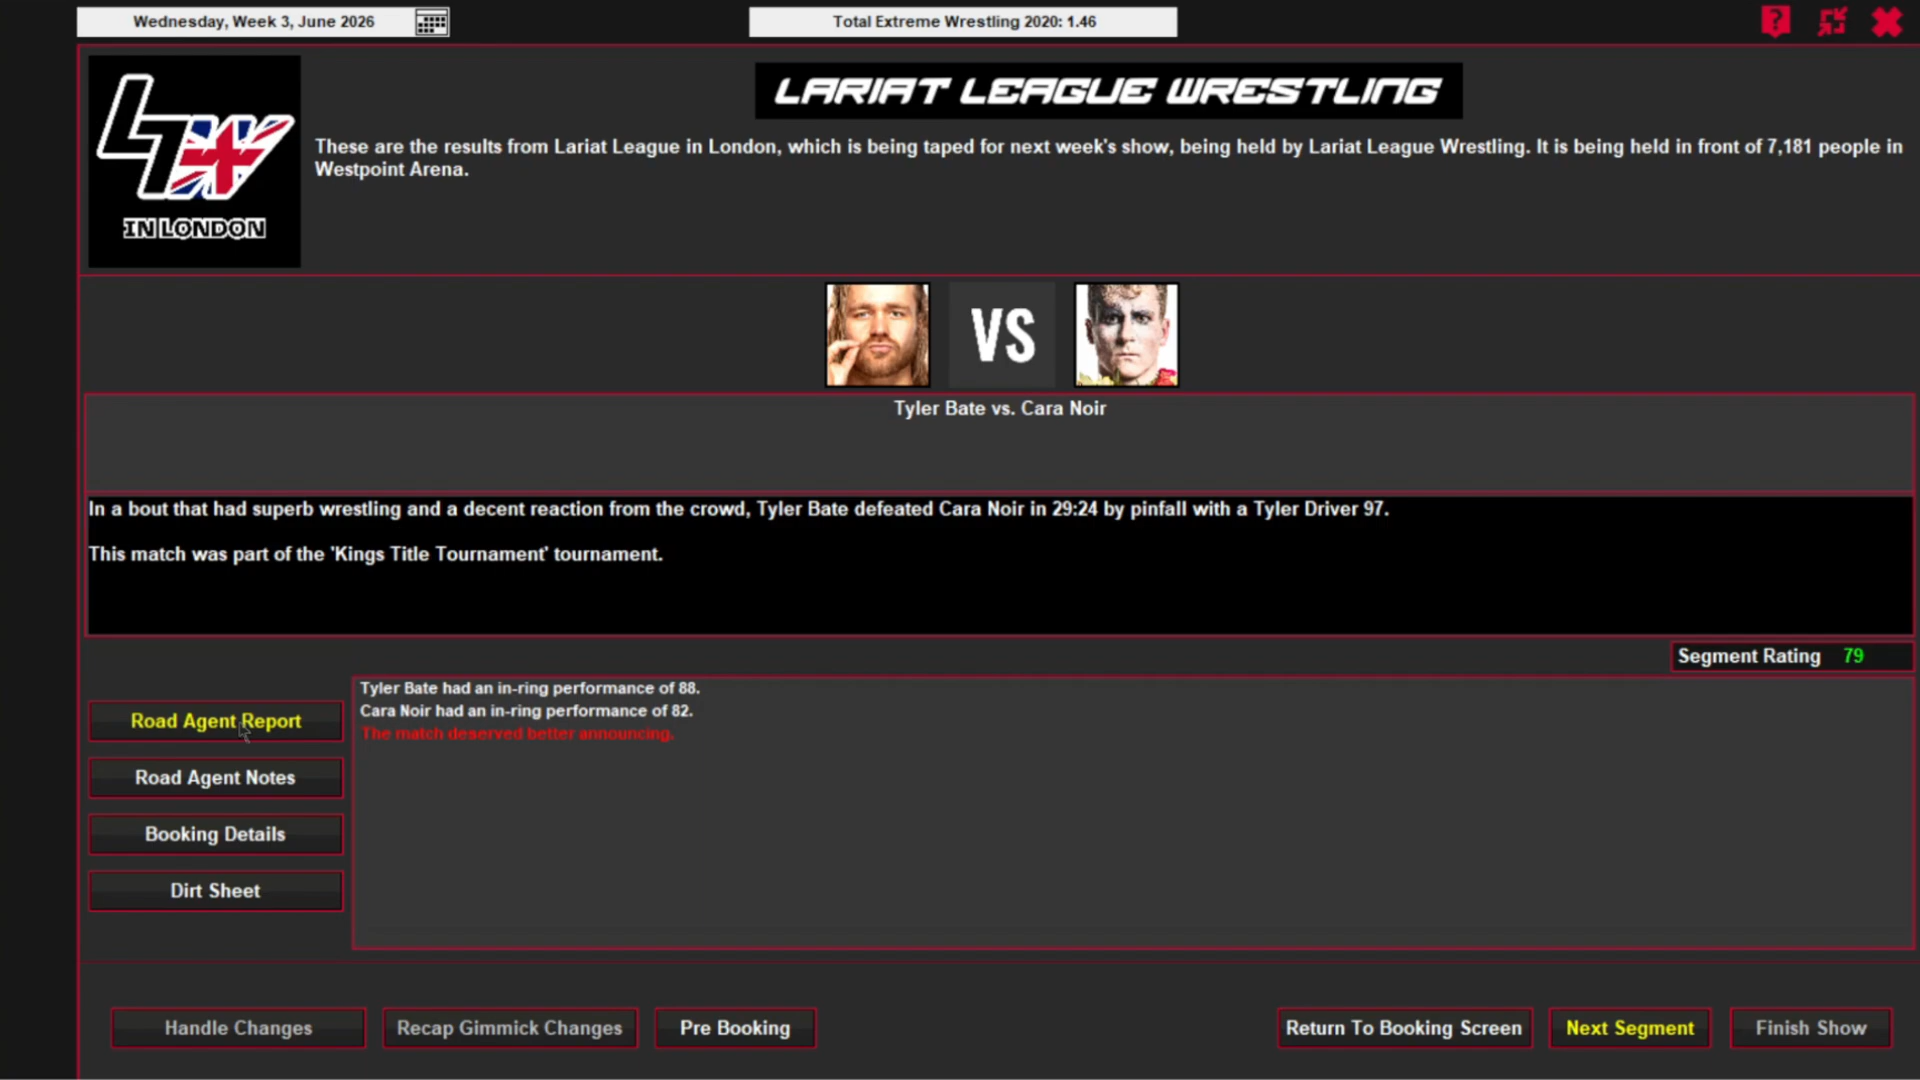 Wednesday, Week 3, June 2026
Total Extreme Wrestling 2020: 1.46
?
LTW
IN LONDON
LARIAT LEAGUE WRESTLING
These are the results from Lariat League in London, which is being taped for next week's show, being held by Lariat League Wrestling. It is being held in front of 7,181 people in
Westpoint Arena.
VS
Tyler Bate vs. Cara Noir
In a bout that had superb wrestling and a decent reaction from the crowd, Tyler Bate defeated Cara Noir in 29:24 by pinfall with a Tyler Driver 97.
This match was part of the 'Kings Title Tournament' tournament.
Segment Rating 79
Road Agent Report
Road Agent Notes
Booking Details
Dirt Sheet
Tyler Bate had an in-ring performance of 88.
Cara Noir had an in-ring performance of 82.
The match deserved better announcing.
Handle Changes
Recap Gimmick Changes
Pre Booking
Return To Booking Screen
Next Segment
Finish Show